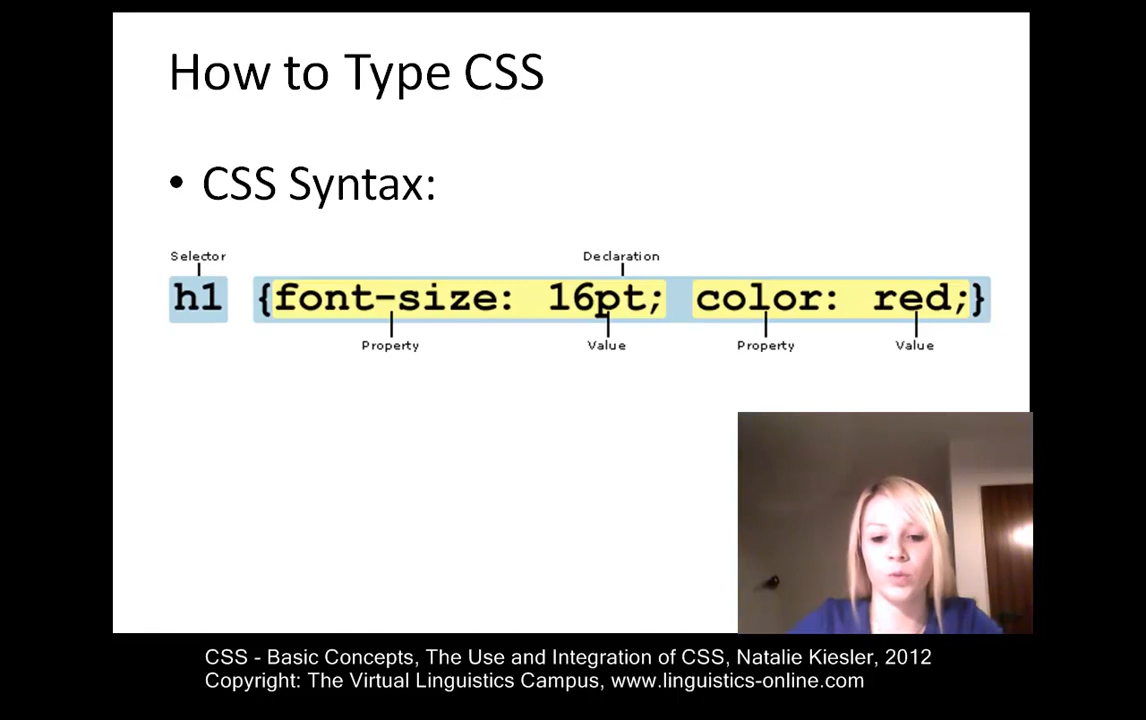 How to Type CSS
• CSS Syntax:
Selector Declaration
h1 {font-size: 16pt; color: red;}
Property Value Property Value
CSS - Basic Concepts, The Use and Integration of CSS, Natalie Kiesler, 2012
Copyright: The Virtual Linguistics Campus, www.linguistics-online.com